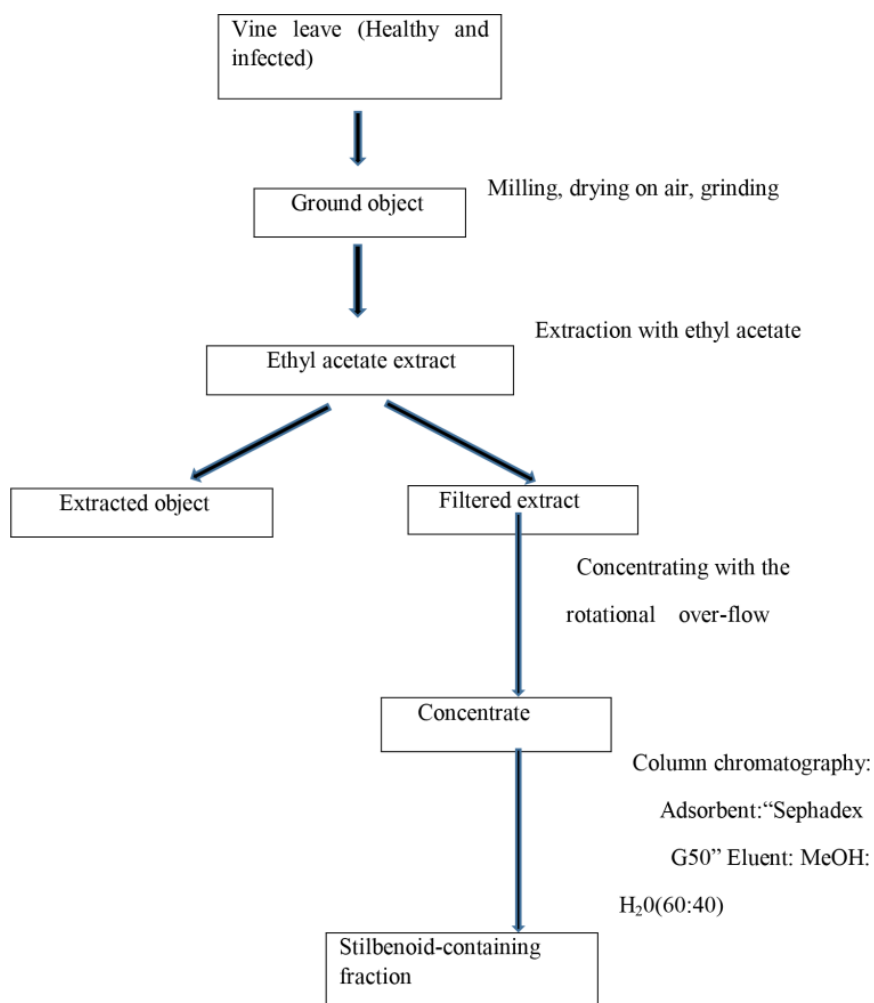 Vine leave (Healthy and
infected)
Milling, drying on air, grinding
Ground object
Extraction with ethyl acetate
Ethyl acetate extract
Extracted object
Filtered extract
Concentrating with the
rotational over-flow
Concentrate
Column chromatography:
Adsorbent:“Sephadex
G50” Eluent: MeOH:
H₂0(60:40)
Stilbenoid-containing
fraction